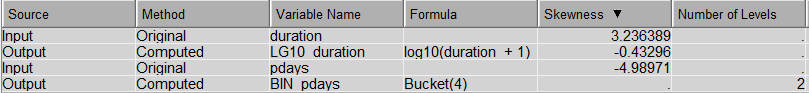 Source Method Variable Name Formula Skewness ▼ Number of Levels
Input Original duration 3.236389 .
Output Computed LG10_duration log10(duration + 1) -0.43296 .
Input Original pdays -4.98971 .
Output Computed BIN_pdays Bucket(4) . 2